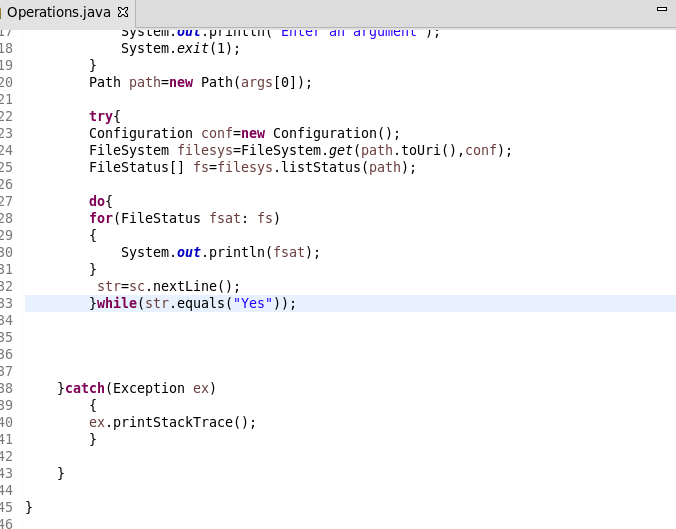 Operations.java
17 System.out.println("Enter an argument");
18 System.exit(1);
19 }
20 Path path=new Path(args[0]);
21
22 try{
23 Configuration conf=new Configuration();
24 FileSystem filesys=FileSystem.get(path.toUri(),conf);
25 FileStatus[] fs=filesys.listStatus(path);
26
27 do{
28 for(FileStatus fsat: fs)
29 {
30 System.out.println(fsat);
31 }
32 str=sc.nextLine();
33 }while(str.equals("Yes"));
34
35
36
37
38 }catch(Exception ex)
39 {
40 ex.printStackTrace();
41 }
42
43 }
44
45 }
46